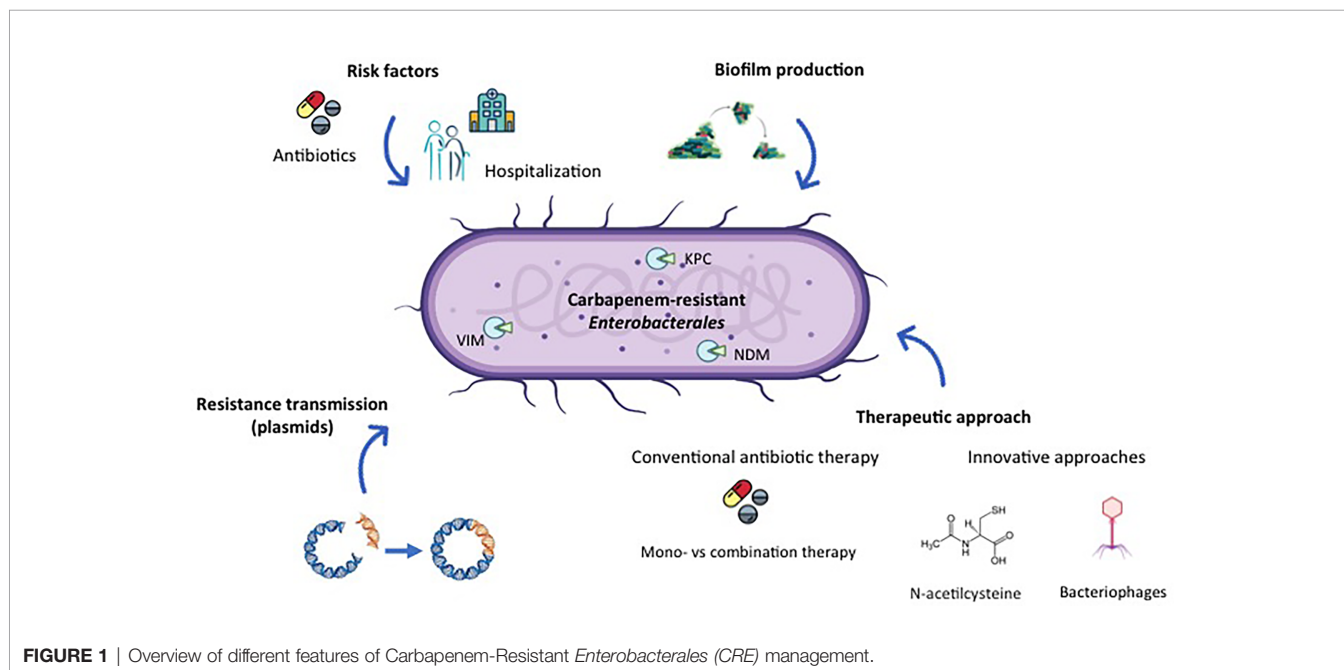 Risk factors
Antibiotics
Hospitalization
Biofilm production
KPC
Carbapenem-resistant
Enterobacterales
VIM
NDM
Resistance transmission
(plasmids)
Therapeutic approach
Conventional antibiotic therapy
Mono- vs combination therapy
Innovative approaches
O
H
SH
H₃C
N
H
O
OH
N-acetilcysteine
Bacteriophages
FIGURE 1 | Overview of different features of Carbapenem-Resistant Enterobacterales (CRE) management.